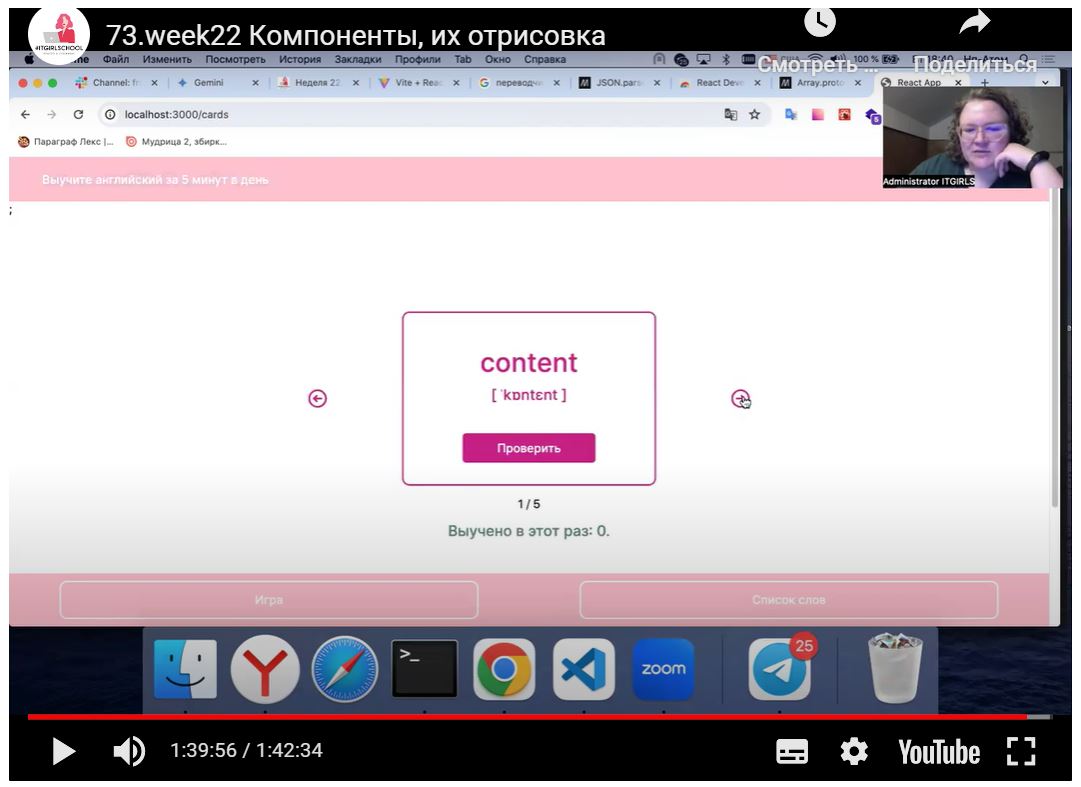 73.week22 Компоненты, их отрисовка
#ITGIRLSCHOOL
Файл Изменить Посмотреть История Закладки Профили Tab Окно Справка
100 %
Смотреть ... Поделиться
Channel: fr Gemini Неделя 22. Vite + Reac переводчи JSON.pars React Deve Array.proto React App
localhost:3000/cards
Параграф Лекс |... Мудрица 2, збирк...
Administrator ITGIRLS
Выучите английский за 5 минут в день
;
content
[ ˈkɒntɛnt ]
Проверить
1 / 5
Выучено в этот раз: 0.
Игра Список слов
>_
zoom
25
1:39:56 / 1:42:34
YouTube